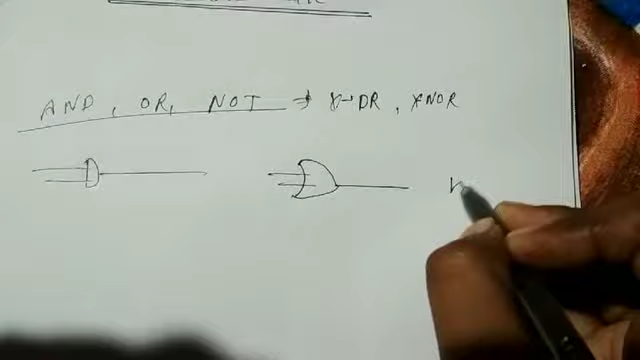 AND, OR, NOT → X-OR, XNOR